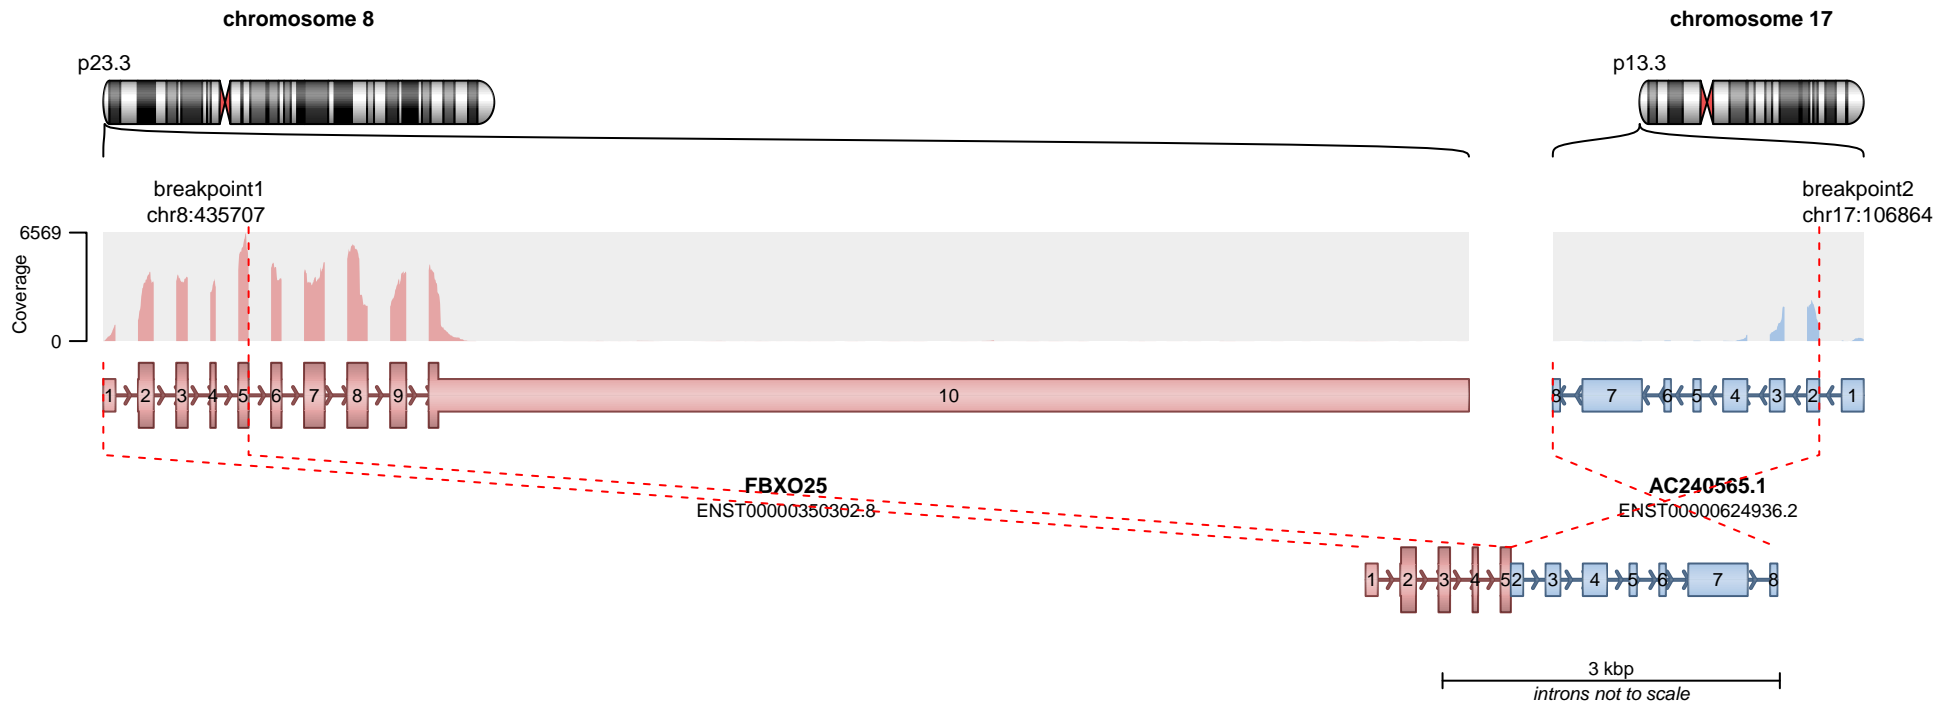 chromosome 8
chromosome 17
p23.3
p13.3
breakpoint1
chr8:435707
breakpoint2
chr17:106864
6569
Coverage
0
1 2 3 4 5 6 7 8 9 10
8 7 6 5 4 3 2 1
FBXO25
ENST00000350302.8
AC240565.1
ENST00000624936.2
1 2 3 4 5 2 3 4 5 6 7 8
3 kbp
introns not to scale